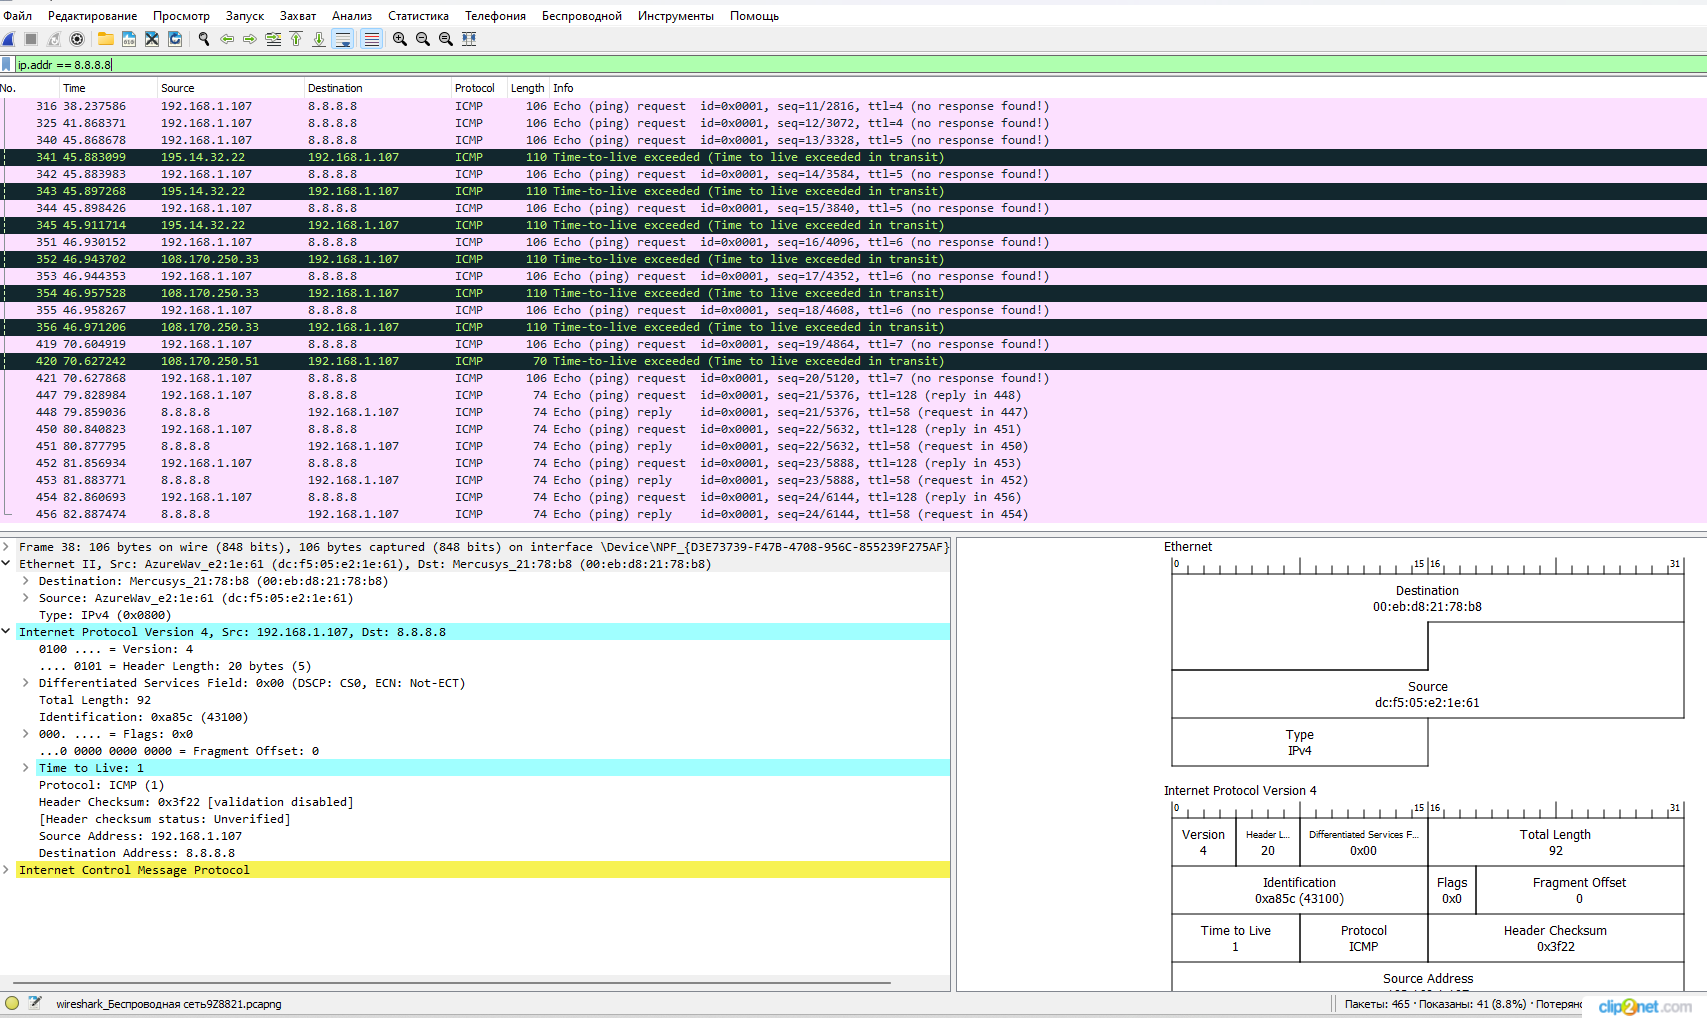 Файл Редактирование Просмотр Запуск Захват Анализ Статистика Телефония Беспроводной Инструменты Помощь
ip.addr == 8.8.8.8
No. Time Source Destination Protocol Length Info
316 38.237586 192.168.1.107 8.8.8.8 ICMP 106 Echo (ping) request id=0x0001, seq=11/2816, ttl=4 (no response found!)
325 41.868371 192.168.1.107 8.8.8.8 ICMP 106 Echo (ping) request id=0x0001, seq=12/3072, ttl=4 (no response found!)
340 45.868678 192.168.1.107 8.8.8.8 ICMP 106 Echo (ping) request id=0x0001, seq=13/3328, ttl=5 (no response found!)
341 45.883099 195.14.32.22 192.168.1.107 ICMP 110 Time-to-live exceeded (Time to live exceeded in transit)
342 45.883983 192.168.1.107 8.8.8.8 ICMP 106 Echo (ping) request id=0x0001, seq=14/3584, ttl=5 (no response found!)
343 45.897268 195.14.32.22 192.168.1.107 ICMP 110 Time-to-live exceeded (Time to live exceeded in transit)
344 45.898426 192.168.1.107 8.8.8.8 ICMP 106 Echo (ping) request id=0x0001, seq=15/3840, ttl=5 (no response found!)
345 45.911714 195.14.32.22 192.168.1.107 ICMP 110 Time-to-live exceeded (Time to live exceeded in transit)
351 46.930152 192.168.1.107 8.8.8.8 ICMP 106 Echo (ping) request id=0x0001, seq=16/4096, ttl=6 (no response found!)
352 46.943702 108.170.250.33 192.168.1.107 ICMP 110 Time-to-live exceeded (Time to live exceeded in transit)
353 46.944353 192.168.1.107 8.8.8.8 ICMP 106 Echo (ping) request id=0x0001, seq=17/4352, ttl=6 (no response found!)
354 46.957528 108.170.250.33 192.168.1.107 ICMP 110 Time-to-live exceeded (Time to live exceeded in transit)
355 46.958267 192.168.1.107 8.8.8.8 ICMP 106 Echo (ping) request id=0x0001, seq=18/4608, ttl=6 (no response found!)
356 46.971206 108.170.250.33 192.168.1.107 ICMP 110 Time-to-live exceeded (Time to live exceeded in transit)
419 70.604919 192.168.1.107 8.8.8.8 ICMP 106 Echo (ping) request id=0x0001, seq=19/4864, ttl=7 (no response found!)
420 70.627242 108.170.250.51 192.168.1.107 ICMP 70 Time-to-live exceeded (Time to live exceeded in transit)
421 70.627868 192.168.1.107 8.8.8.8 ICMP 106 Echo (ping) request id=0x0001, seq=20/5120, ttl=7 (no response found!)
447 79.828984 192.168.1.107 8.8.8.8 ICMP 74 Echo (ping) request id=0x0001, seq=21/5376, ttl=128 (reply in 448)
448 79.859036 8.8.8.8 192.168.1.107 ICMP 74 Echo (ping) reply id=0x0001, seq=21/5376, ttl=58 (request in 447)
450 80.840823 192.168.1.107 8.8.8.8 ICMP 74 Echo (ping) request id=0x0001, seq=22/5632, ttl=128 (reply in 451)
451 80.877795 8.8.8.8 192.168.1.107 ICMP 74 Echo (ping) reply id=0x0001, seq=22/5632, ttl=58 (request in 450)
452 81.856934 192.168.1.107 8.8.8.8 ICMP 74 Echo (ping) request id=0x0001, seq=23/5888, ttl=128 (reply in 453)
453 81.883771 8.8.8.8 192.168.1.107 ICMP 74 Echo (ping) reply id=0x0001, seq=23/5888, ttl=58 (request in 452)
454 82.860693 192.168.1.107 8.8.8.8 ICMP 74 Echo (ping) request id=0x0001, seq=24/6144, ttl=128 (reply in 456)
456 82.887474 8.8.8.8 192.168.1.107 ICMP 74 Echo (ping) reply id=0x0001, seq=24/6144, ttl=58 (request in 454)
Frame 38: 106 bytes on wire (848 bits), 106 bytes captured (848 bits) on interface \Device\NPF_{D3E73739-F47B-4708-956C-855239F275AF}
Ethernet II, Src: AzureWav_e2:1e:61 (dc:f5:05:e2:1e:61), Dst: Mercusys_21:78:b8 (00:eb:d8:21:78:b8)
Destination: Mercusys_21:78:b8 (00:eb:d8:21:78:b8)
Source: AzureWav_e2:1e:61 (dc:f5:05:e2:1e:61)
Type: IPv4 (0x0800)
Internet Protocol Version 4, Src: 192.168.1.107, Dst: 8.8.8.8
0100 .... = Version: 4
.... 0101 = Header Length: 20 bytes (5)
Differentiated Services Field: 0x00 (DSCP: CS0, ECN: Not-ECT)
Total Length: 92
Identification: 0xa85c (43100)
000. .... = Flags: 0x0
...0 0000 0000 0000 = Fragment Offset: 0
Time to Live: 1
Protocol: ICMP (1)
Header Checksum: 0x3f22 [validation disabled]
[Header checksum status: Unverified]
Source Address: 192.168.1.107
Destination Address: 8.8.8.8
Internet Control Message Protocol
Ethernet
0 15 16 31
Destination
00:eb:d8:21:78:b8
Source
dc:f5:05:e2:1e:61
Type
IPv4
Internet Protocol Version 4
0 15 16 31
Version Header L... Differentiated Services F... Total Length
4 20 0x00 92
Identification Flags Fragment Offset
0xa85c (43100) 0x0 0
Time to Live Protocol Header Checksum
1 ICMP 0x3f22
Source Address
wireshark_Беспроводная сеть9Z8821.pcapng
Пакеты: 465 · Показаны: 41 (8.8%) · Потеряно
clip2net.com